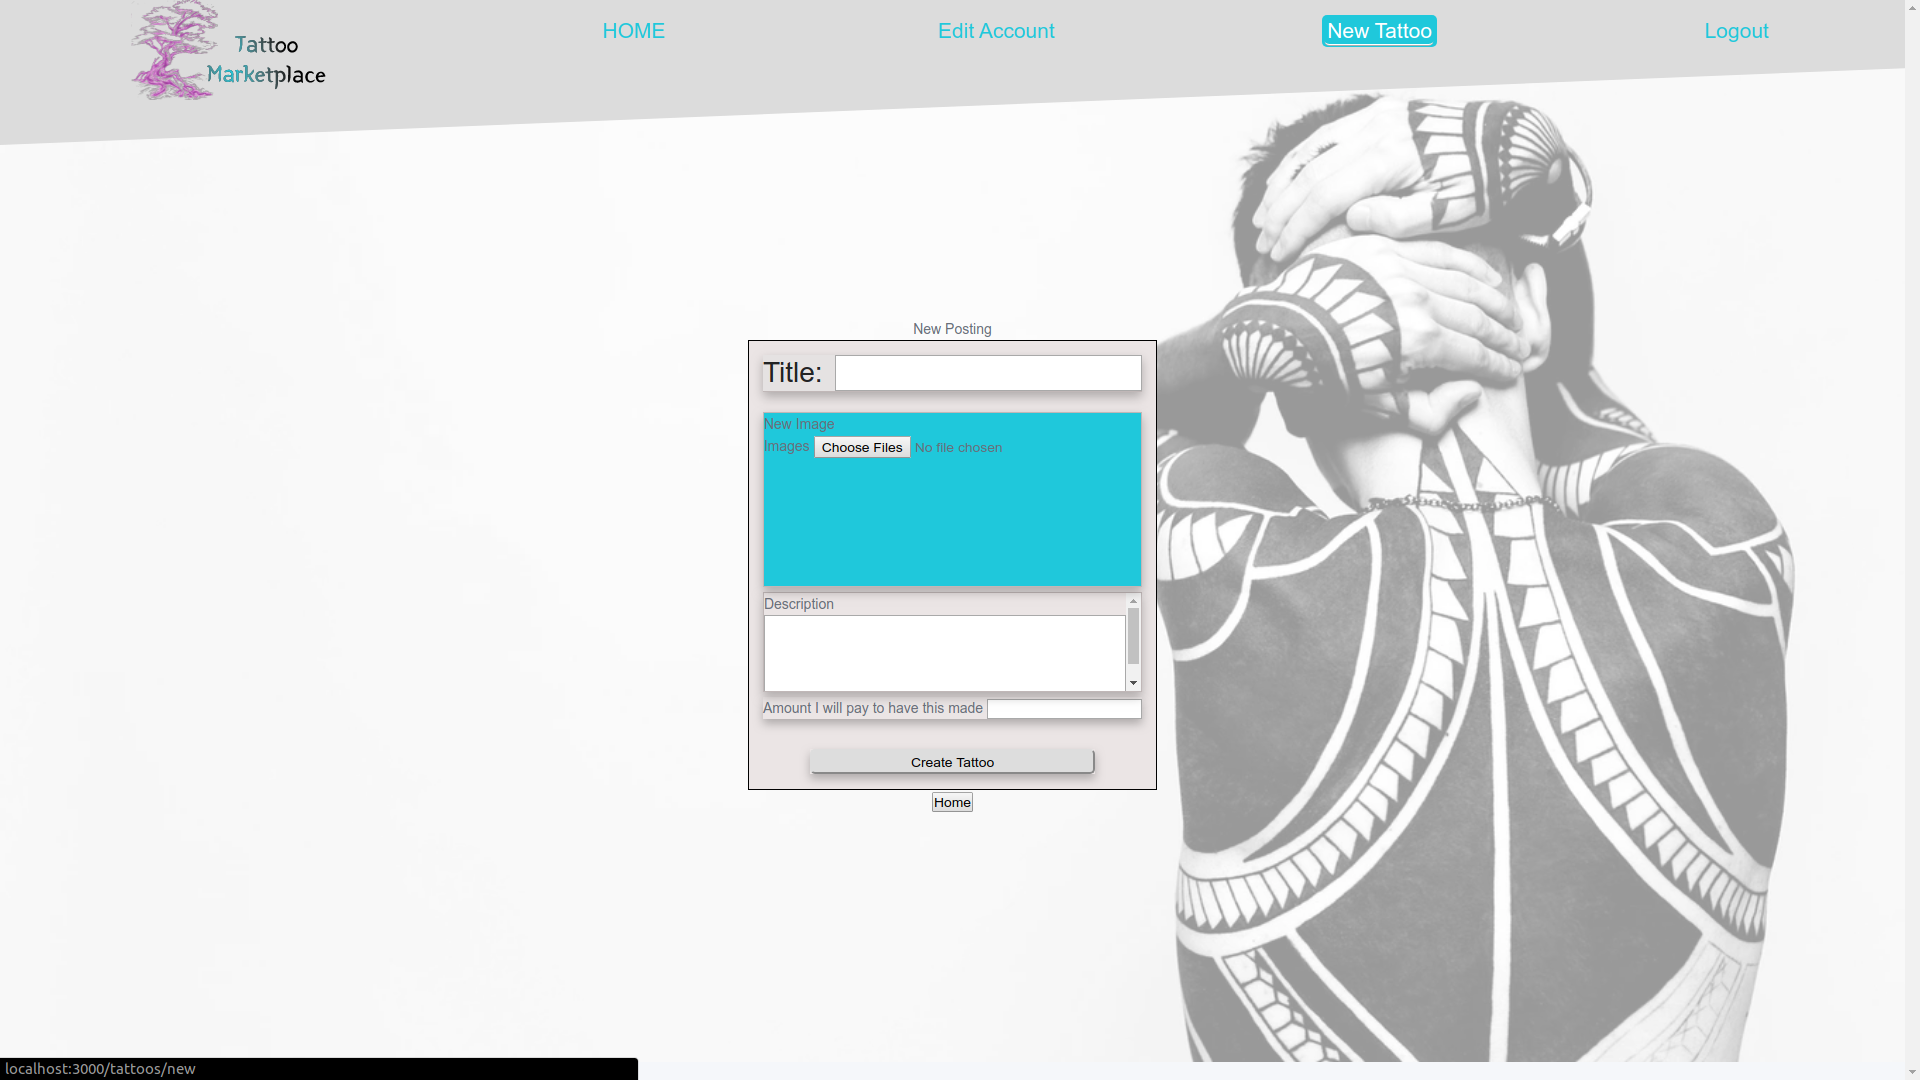 Tattoo
Marketplace
HOME
Edit Account
New Tattoo
Logout
New Posting
Title:
New Image
Images Choose Files No file chosen
Description
Amount I will pay to have this made
Create Tattoo
Home
localhost:3000/tattoos/new